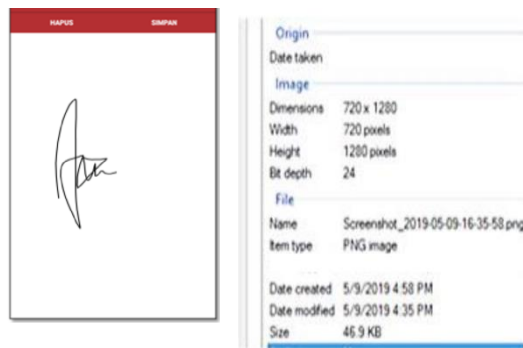 HAPUS SIMPAN
Origin
Date taken
Image
Dimensions 720 x 1280
Width 720 pixels
Height 1280 pixels
Bit depth 24
File
Name Screenshot_2019-05-09-16-35-58.png
Item type PNG image
Date created 5/9/2019 4:58 PM
Date modified 5/9/2019 4:35 PM
Size 46.9 KB